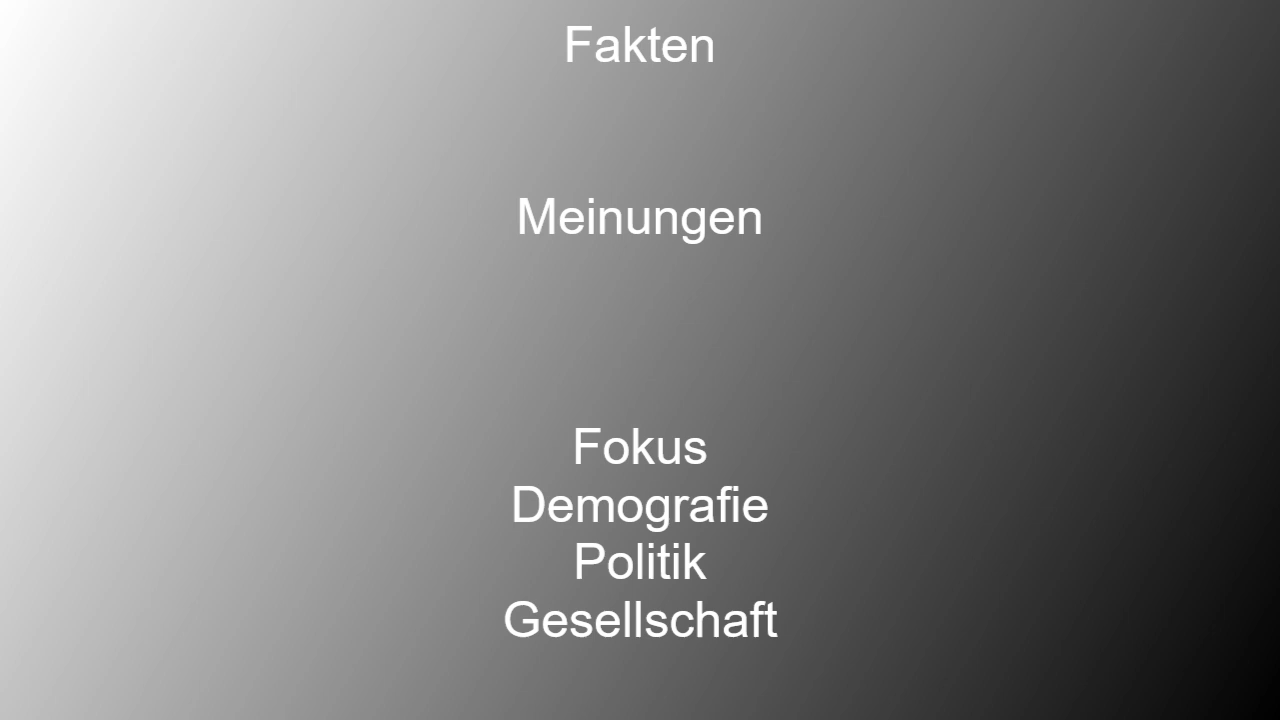 Fakten
Meinungen
Fokus
Demografie
Politik
Gesellschaft